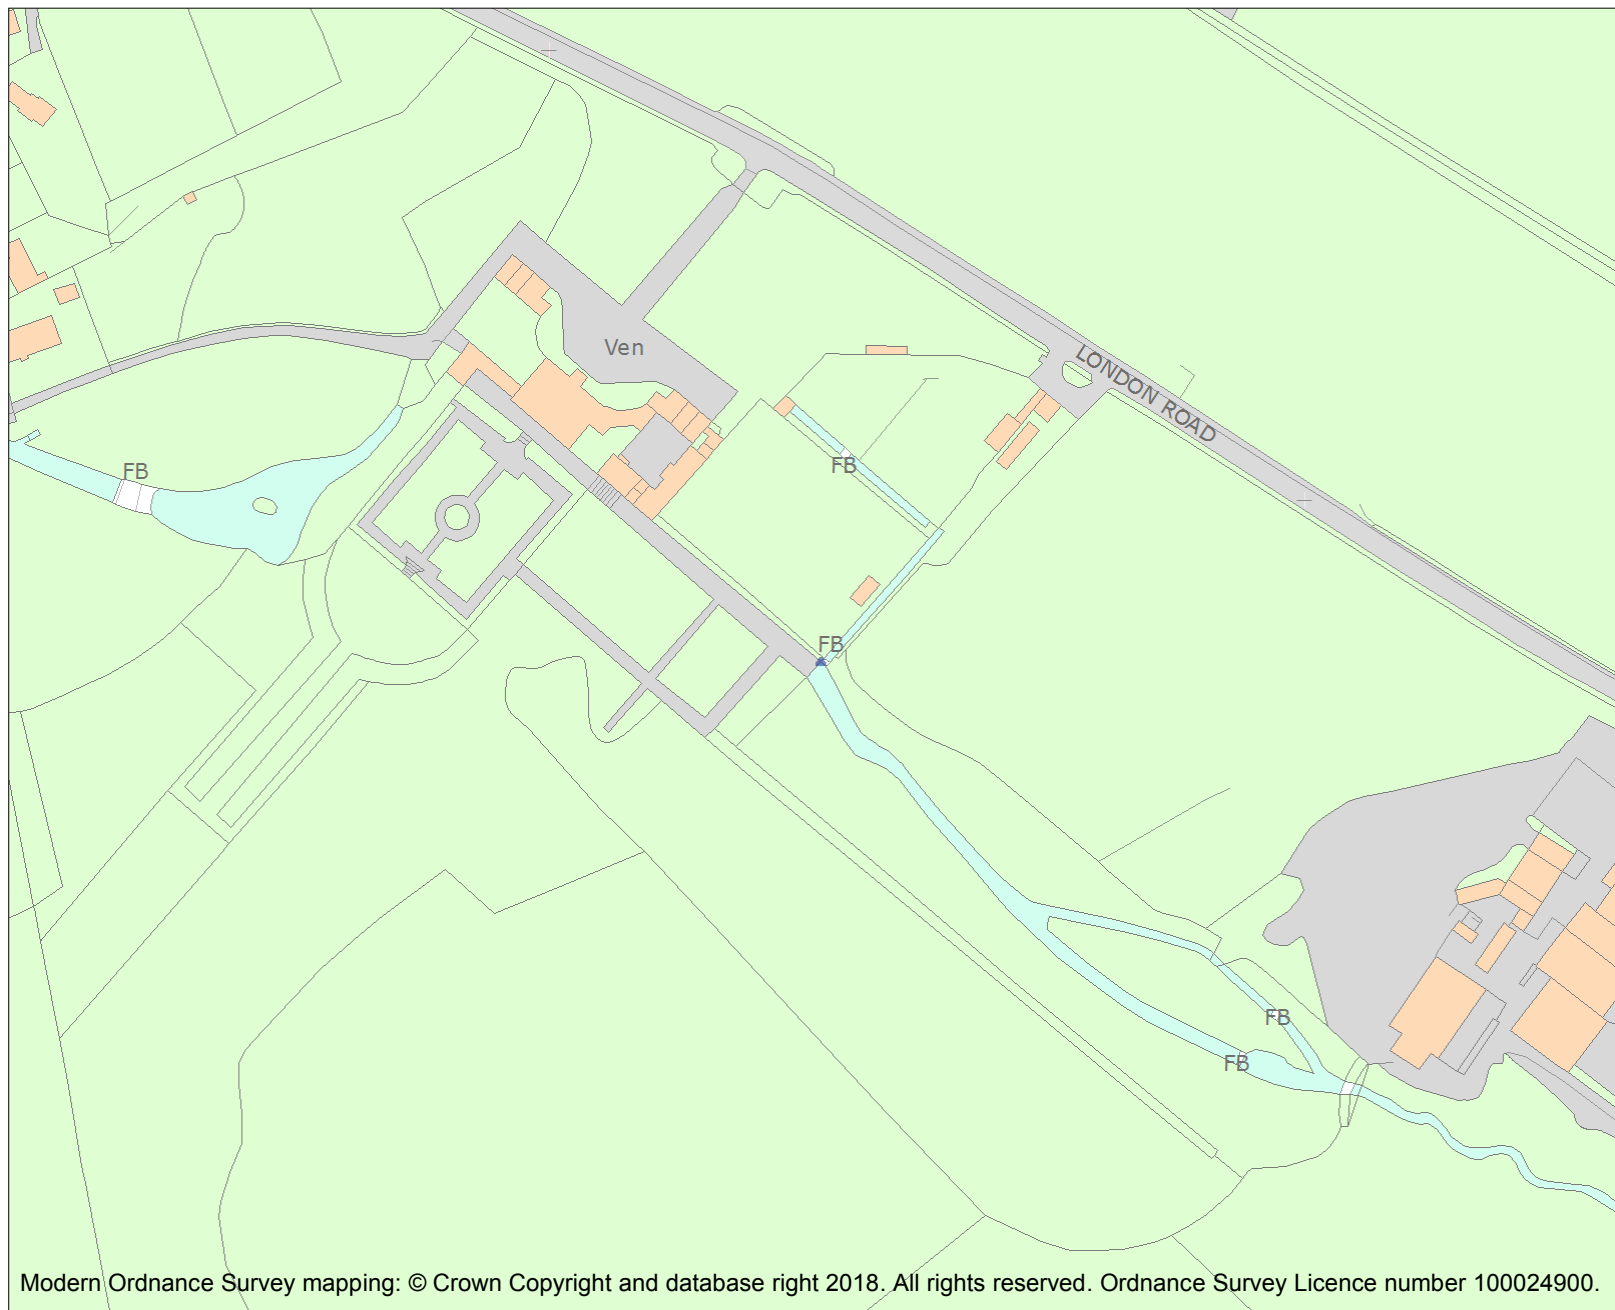 Ven
LONDON ROAD
FB
FB
FB
FB
FB
Modern Ordnance Survey mapping: © Crown Copyright and database right 2018. All rights reserved. Ordnance Survey Licence number 100024900.